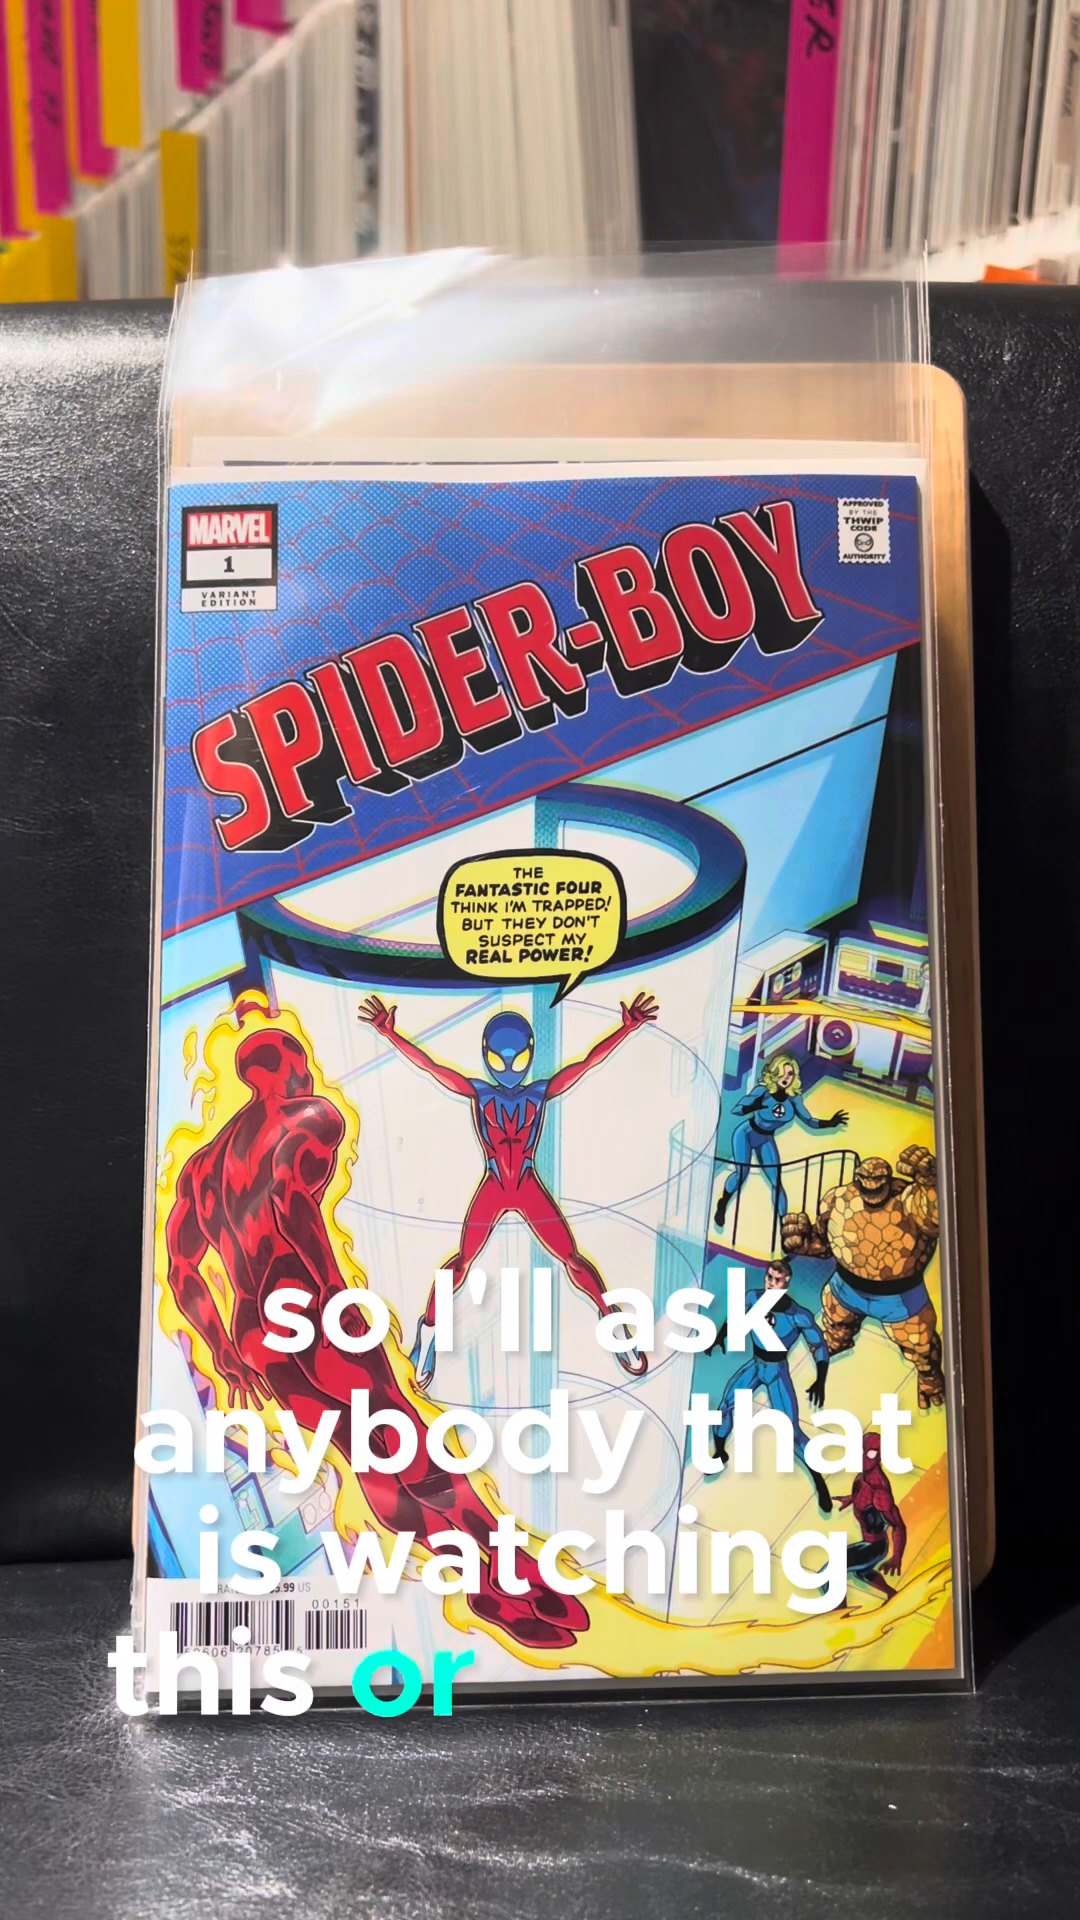 MARVEL
1
VARIANT
EDITION
APPROVED
BY THE
THWIP
CODE
AUTHORITY
SPIDER-BOY
THE
FANTASTIC FOUR
THINK I'M TRAPPED!
BUT THEY DON'T
SUSPECT MY
REAL POWER!
4
so I'll ask
anybody that
is watching
this or
.99 US
00151